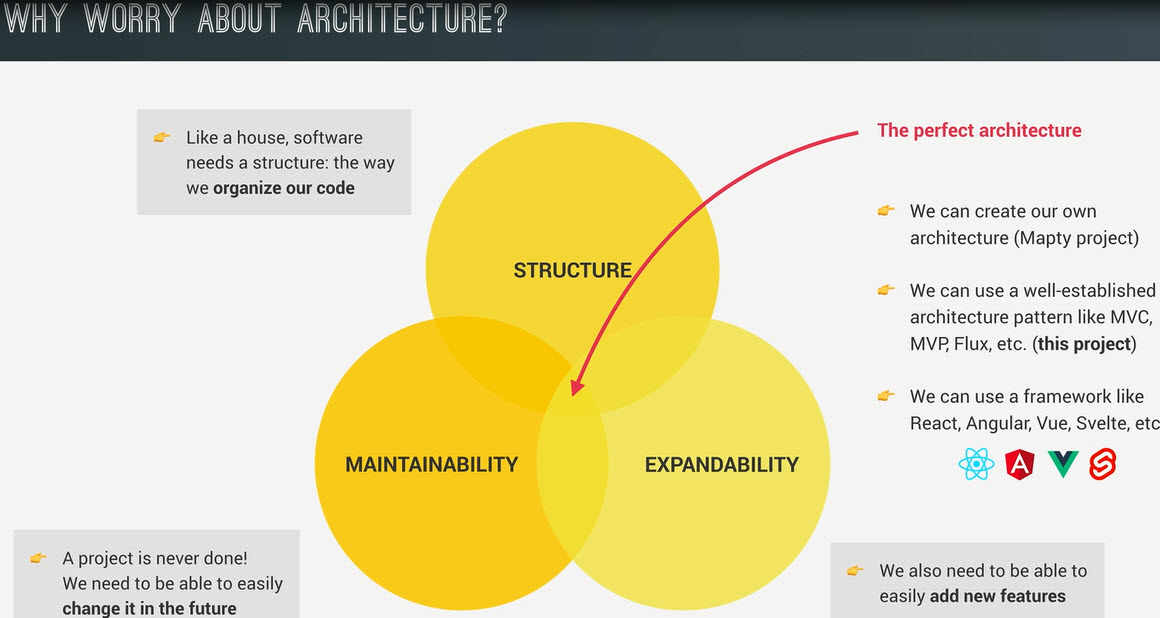 WHY WORRY ABOUT ARCHITECTURE?
👉 Like a house, software
needs a structure: the way
we organize our code
STRUCTURE
MAINTAINABILITY
EXPANDABILITY
The perfect architecture
👉 We can create our own
architecture (Mapty project)
👉 We can use a well-established
architecture pattern like MVC,
MVP, Flux, etc. (this project)
👉 We can use a framework like
React, Angular, Vue, Svelte, etc
A
👉 A project is never done!
We need to be able to easily
change it in the future
👉 We also need to be able to
easily add new features